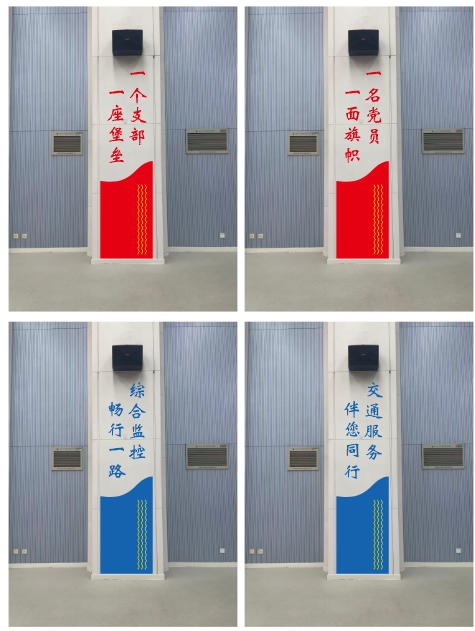 一个支部
一座堡垒
一名党员
一面旗帜
综合监控
畅行一路
交通服务
伴您同行